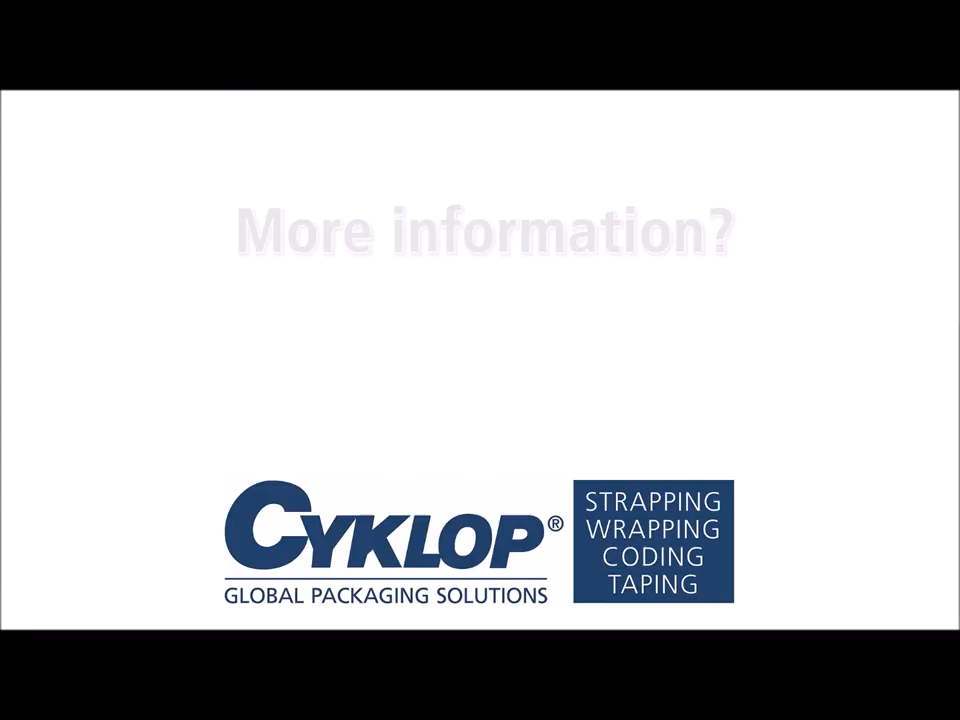 More information?
CYKLOP®
GLOBAL PACKAGING SOLUTIONS
STRAPPING
WRAPPING
CODING
TAPING